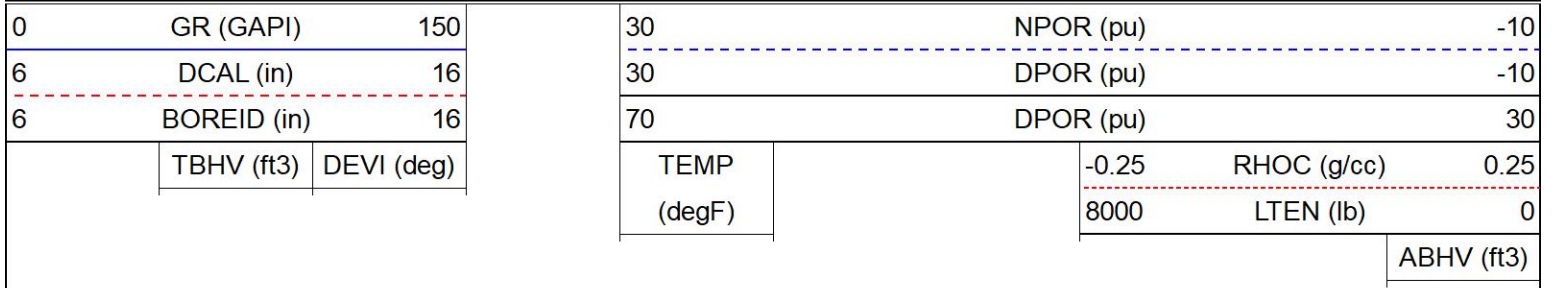 0 GR (GAPI) 150 30 NPOR (pu) -10
6 DCAL (in) 16 30 DPOR (pu) -10
6 BOREID (in) 16 70 DPOR (pu) 30
TBHV (ft3) DEVI (deg) TEMP -0.25 RHOC (g/cc) 0.25
(degF) 8000 LTEN (lb) 0
ABHV (ft3)